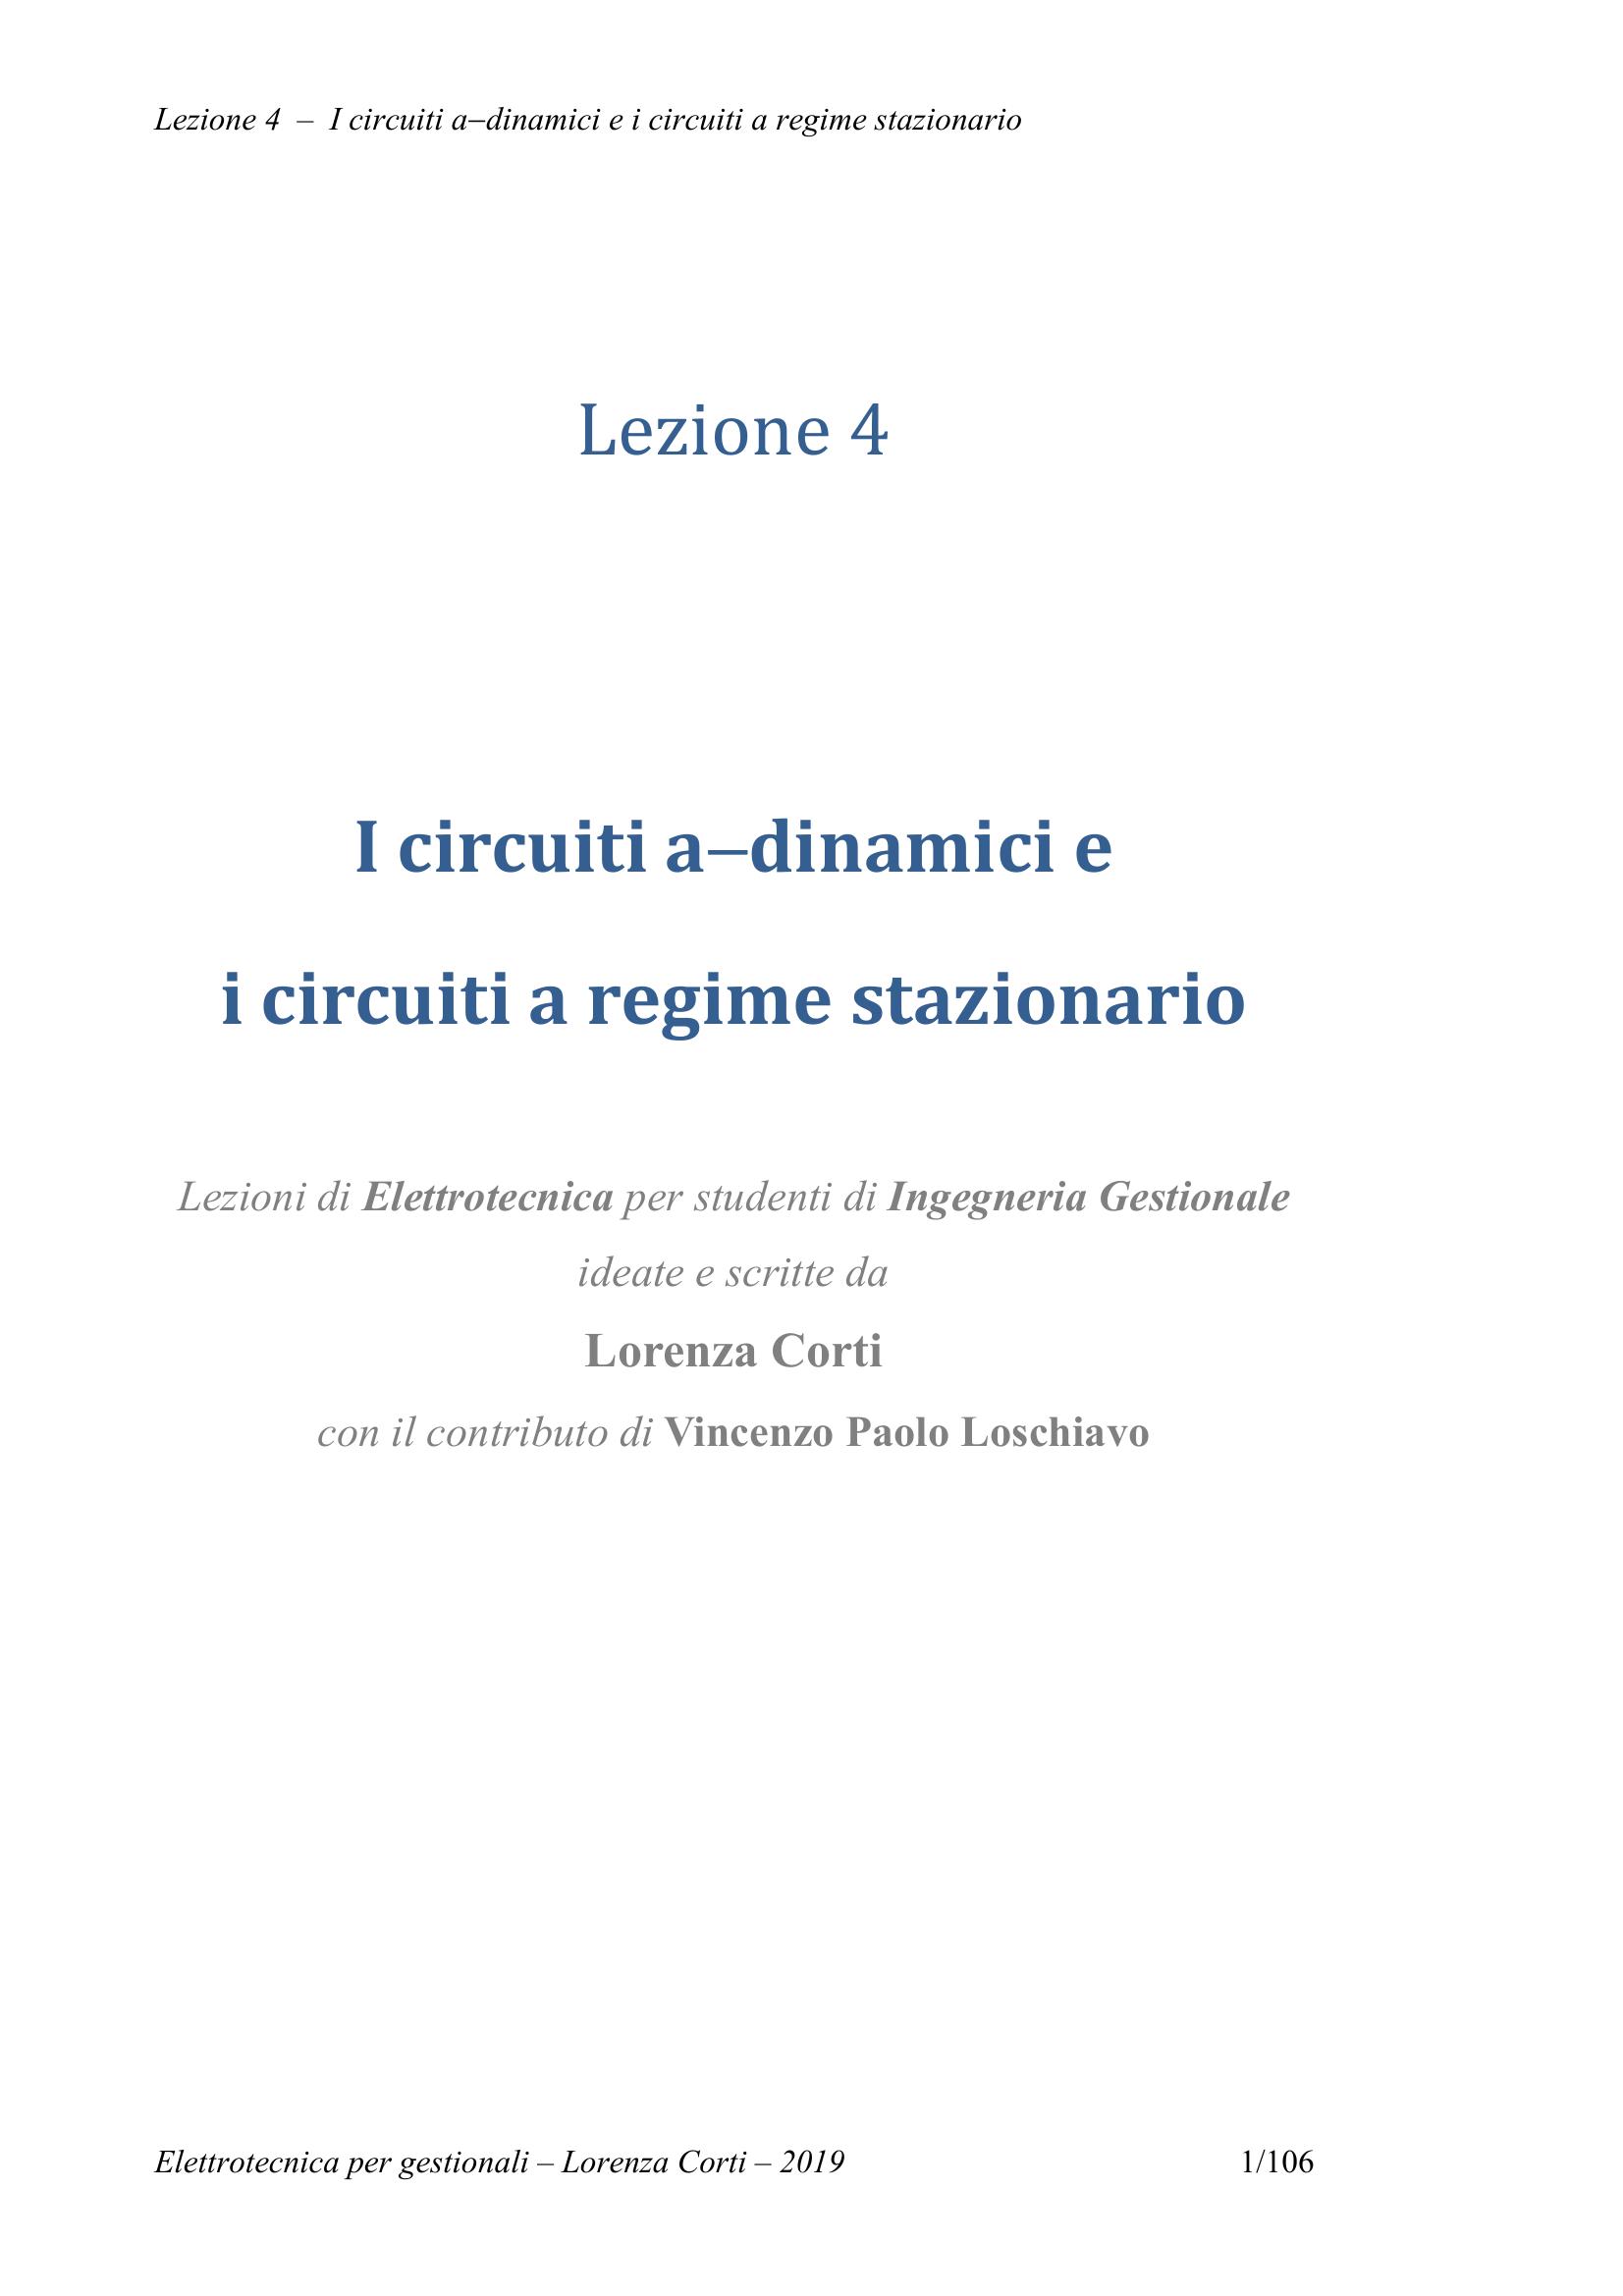 Lezione 4 – I circuiti a–dinamici e i circuiti a regime stazionario
Lezione 4
I circuiti a–dinamici e
i circuiti a regime stazionario
Lezioni di Elettrotecnica per studenti di Ingegneria Gestionale
ideate e scritte da
Lorenza Corti
con il contributo di Vincenzo Paolo Loschiavo
Elettrotecnica per gestionali – Lorenza Corti – 2019 1/106